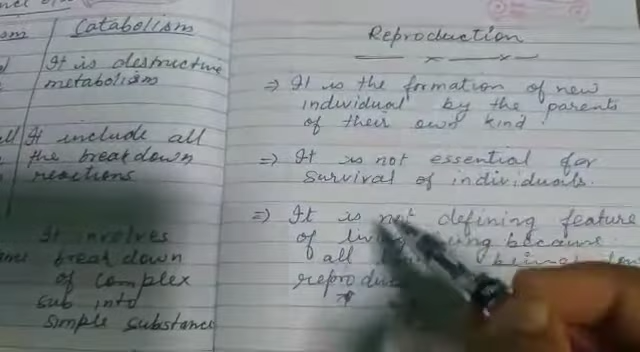 Catabolism
It is destructive
metabolism
It include all
the breakdown
reactions
It involves
break down
of complex
sub into
simple substance
Reproduction
⇒ It is the formation of new
individual by the parents
of their own kind.
⇒ It is not essential for
survival of individuals.
⇒ It is not defining feature
of living because
all